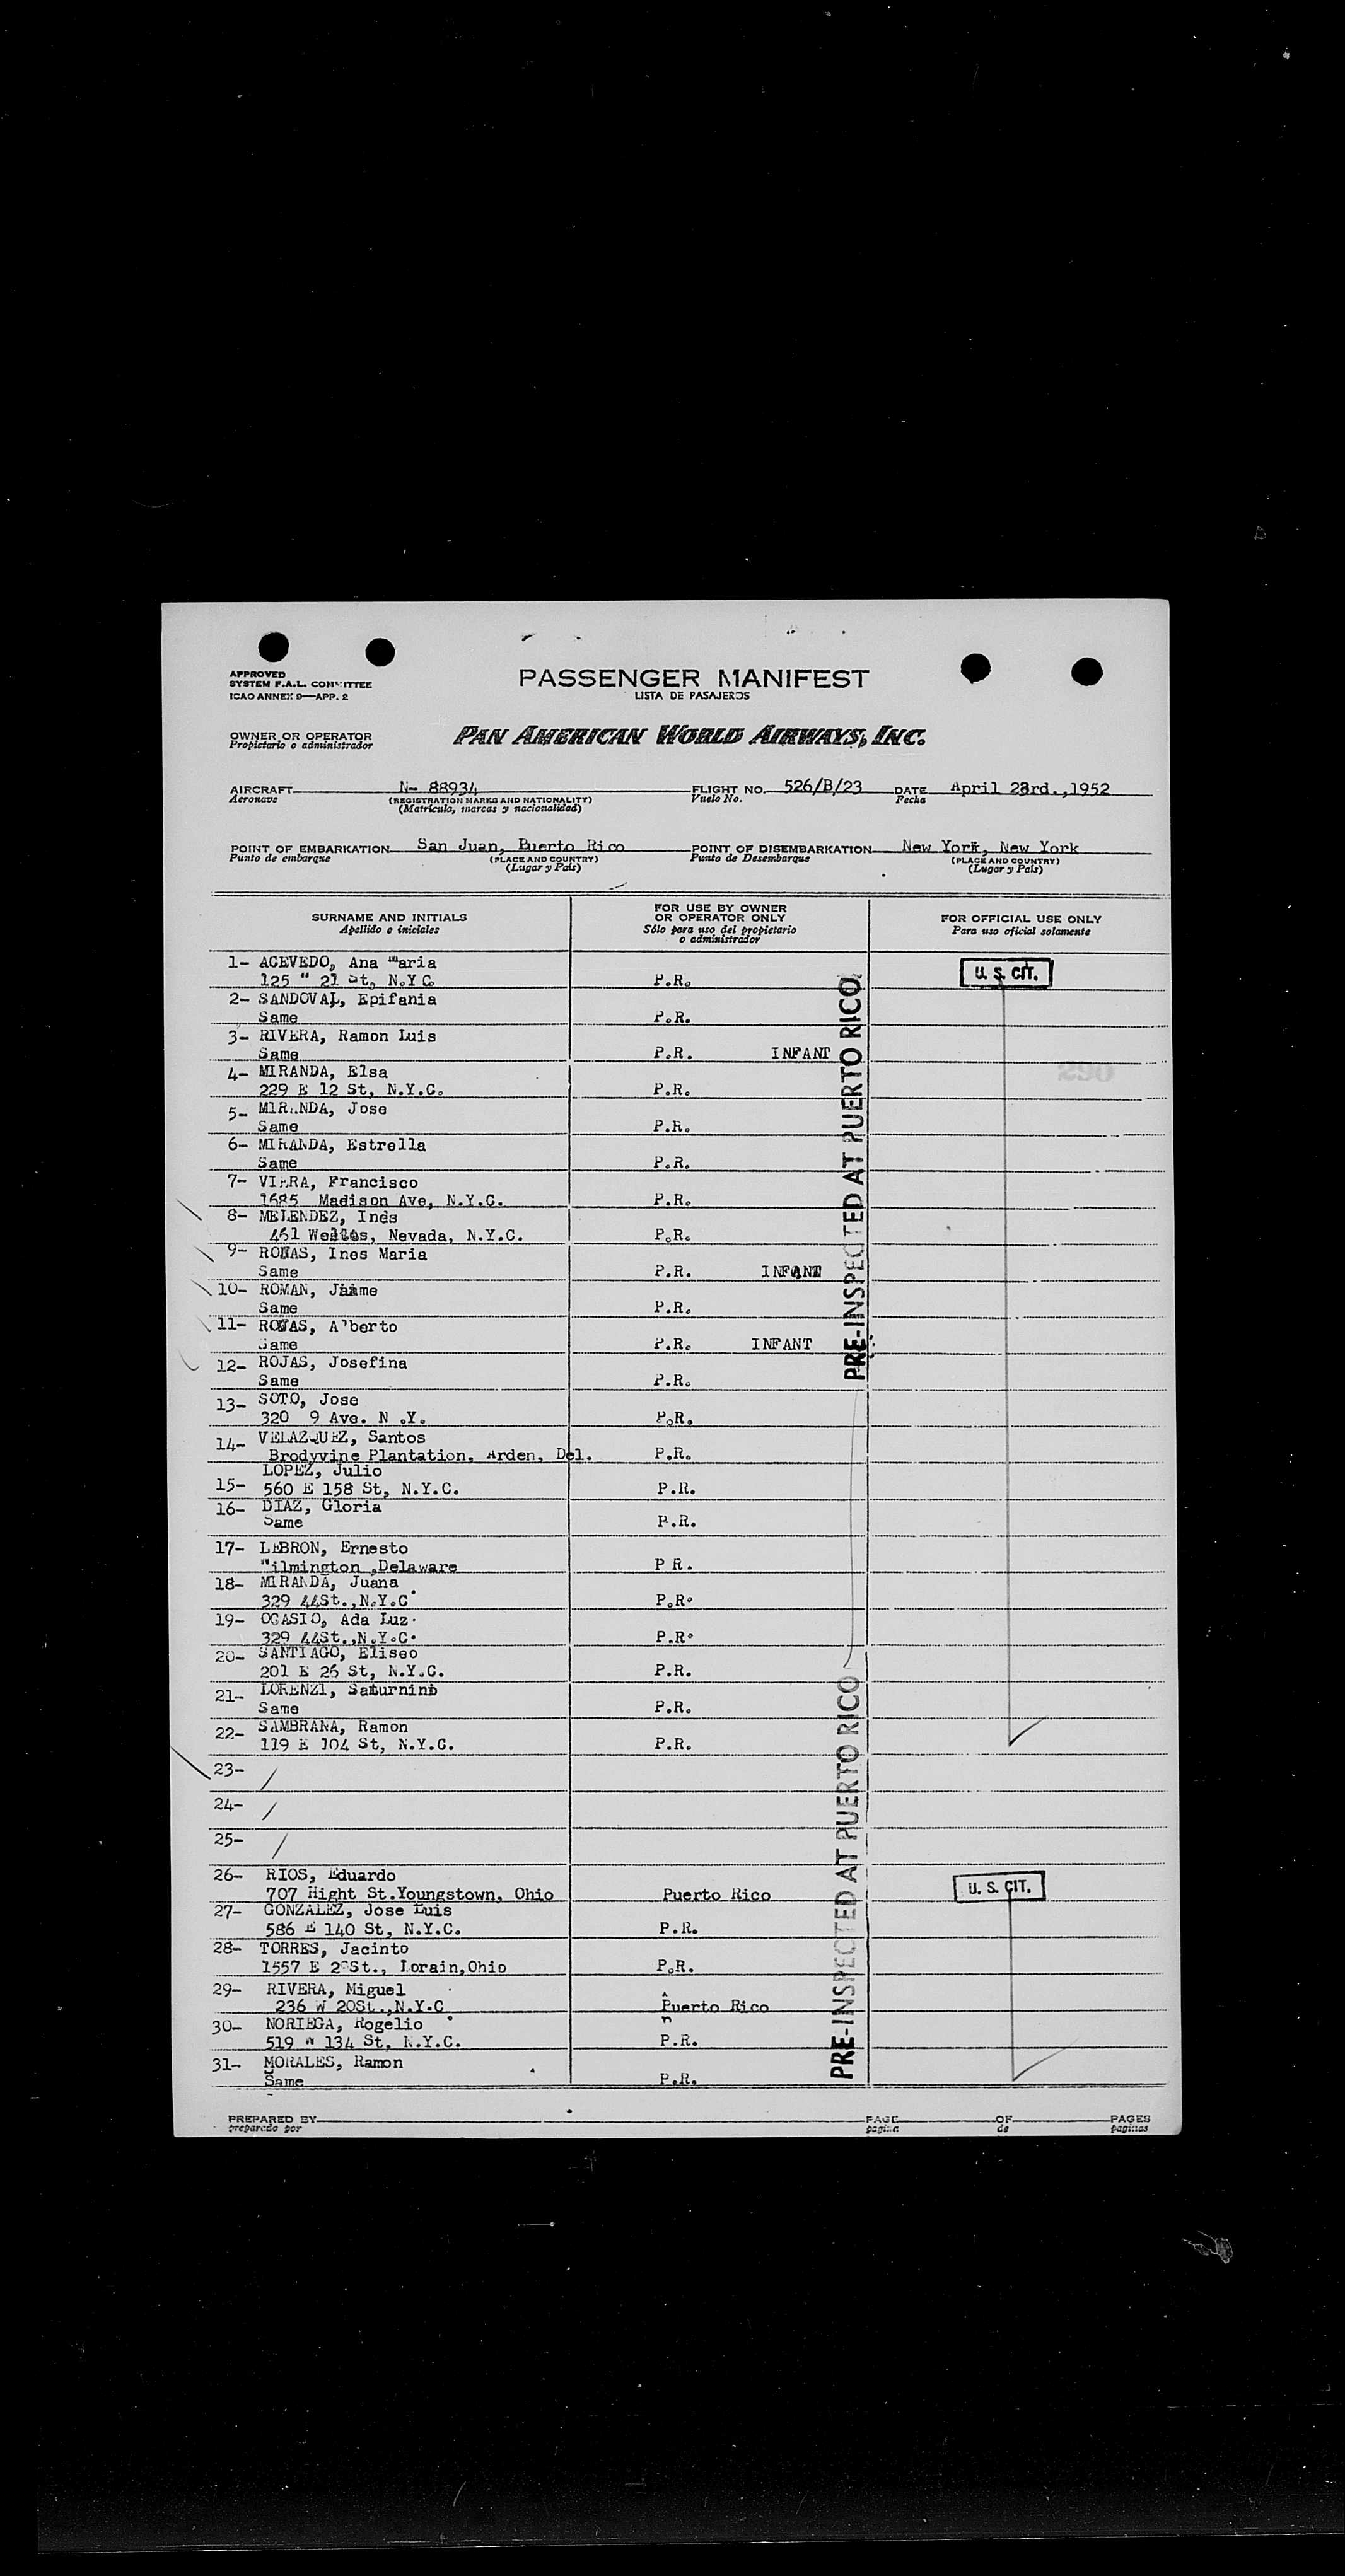 APPROVED
SYSTEM F.A.L. COMMITTEE
ICAO ANNEX 9—APP. 2
PASSENGER MANIFEST
LISTA DE PASAJEROS
OWNER OR OPERATOR
Propietario o administrador
PAN AMERICAN WORLD AIRWAYS, INC.
AIRCRAFT N- 88934 FLIGHT NO. 526/B/23 DATE April 23rd.,1952
Aeronave (REGISTRATION MARKS AND NATIONALITY) Vuelo No. Fecha
(Matrícula, marcas y nacionalidad)
POINT OF EMBARKATION San Juan, Puerto Rico POINT OF DISEMBARKATION New York, New York
Punto de embarque (PLACE AND COUNTRY) Punto de Desembarque (PLACE AND COUNTRY)
(Lugar y País) (Lugar y País)
SURNAME AND INITIALS FOR USE BY OWNER OR OPERATOR ONLY FOR OFFICIAL USE ONLY
Apellido e iniciales Sólo para uso del propietario o administrador Para uso oficial solamente
1- ACEVEDO, Ana Maria
125 W 21 St, N.Y C. P.R. U. S. CIT.
2- SANDOVAL, Epifania
Same P.R.
3- RIVERA, Ramon Luis
Same P.R. INFANT
4- MIRANDA, Elsa
229 E 12 St, N.Y.C. P.R.
290
5- MIRANDA, Jose
Same P.R.
6- MIRANDA, Estrella
Same P.R.
7- VIERA, Francisco
1685 Madison Ave, N.Y.C. P.R.
8- MELENDEZ, Ines
461 Nevada, N.Y.C. P.R.
9- ROJAS, Ines Maria
Same P.R. INFANT
10- ROMAN, Jaime
Same P.R.
11- ROJAS, Alberto
Same P.R. INFANT
12- ROJAS, Josefina
Same P.R.
PRE-INSPECTED AT PUERTO RICO
13- SOTO, Jose
320 9 Ave. N .Y. P.R.
14- VELAZQUEZ, Santos
Brodyvine Plantation, Arden, Del. P.R.
LOPEZ, Julio
15- 560 E 158 St, N.Y.C. P.R.
16- DIAZ, Gloria
Same P.R.
17- LEBRON, Ernesto
Wilmington ,Delaware P R.
18- MIRANDA, Juana
329 44St.,N.Y.C. P.R.
19- OCASIO, Ada Luz.
329 44St.,N.Y.C. P.R.
20- SANTIAGO, Eliseo
201 E 26 St, N.Y.C. P.R.
21- LORENZI, Saturnino
Same P.R.
22- SAMBRANA, Ramon
119 E 104 St, N.Y.C. P.R.
23- /
24- /
25- /
26- RIOS, Eduardo
707 Hight St.Youngstown, Ohio Puerto Rico U. S. CIT.
27- GONZALEZ, Jose Luis
586 E 140 St, N.Y.C. P.R.
28- TORRES, Jacinto
1557 E St., Lorain,Ohio P.R.
29- RIVERA, Miguel
236 W 20St.,N.Y.C Puerto Rico
30- NORIEGA, Rogelio
519 W 134 St, N.Y.C. P.R.
31- MORALES, Ramon
Same P.R.
PRE-INSPECTED AT PUERTO RICO
PREPARED BY PAGE OF PAGES
preparado por pagina de paginas